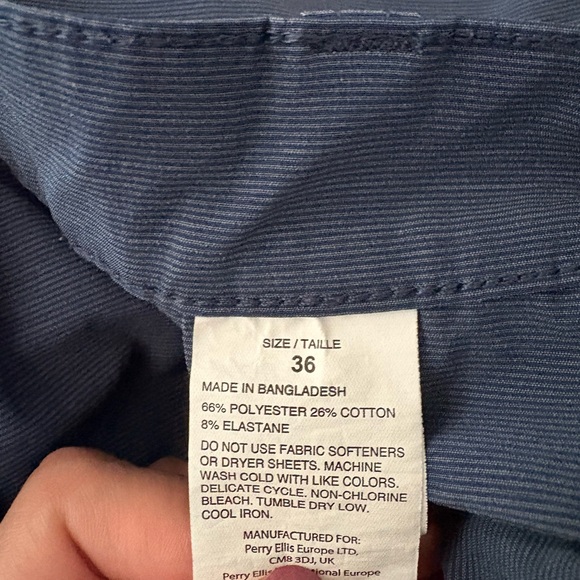 SIZE / TAILLE
36
MADE IN BANGLADESH
66% POLYESTER 26% COTTON
8% ELASTANE
DO NOT USE FABRIC SOFTENERS
OR DRYER SHEETS. MACHINE
WASH COLD WITH LIKE COLORS.
DELICATE CYCLE. NON-CHLORINE
BLEACH. TUMBLE DRY LOW.
COOL IRON.
MANUFACTURED FOR:
Perry Ellis Europe LTD,
CM8 3DJ, UK
Perry Europe